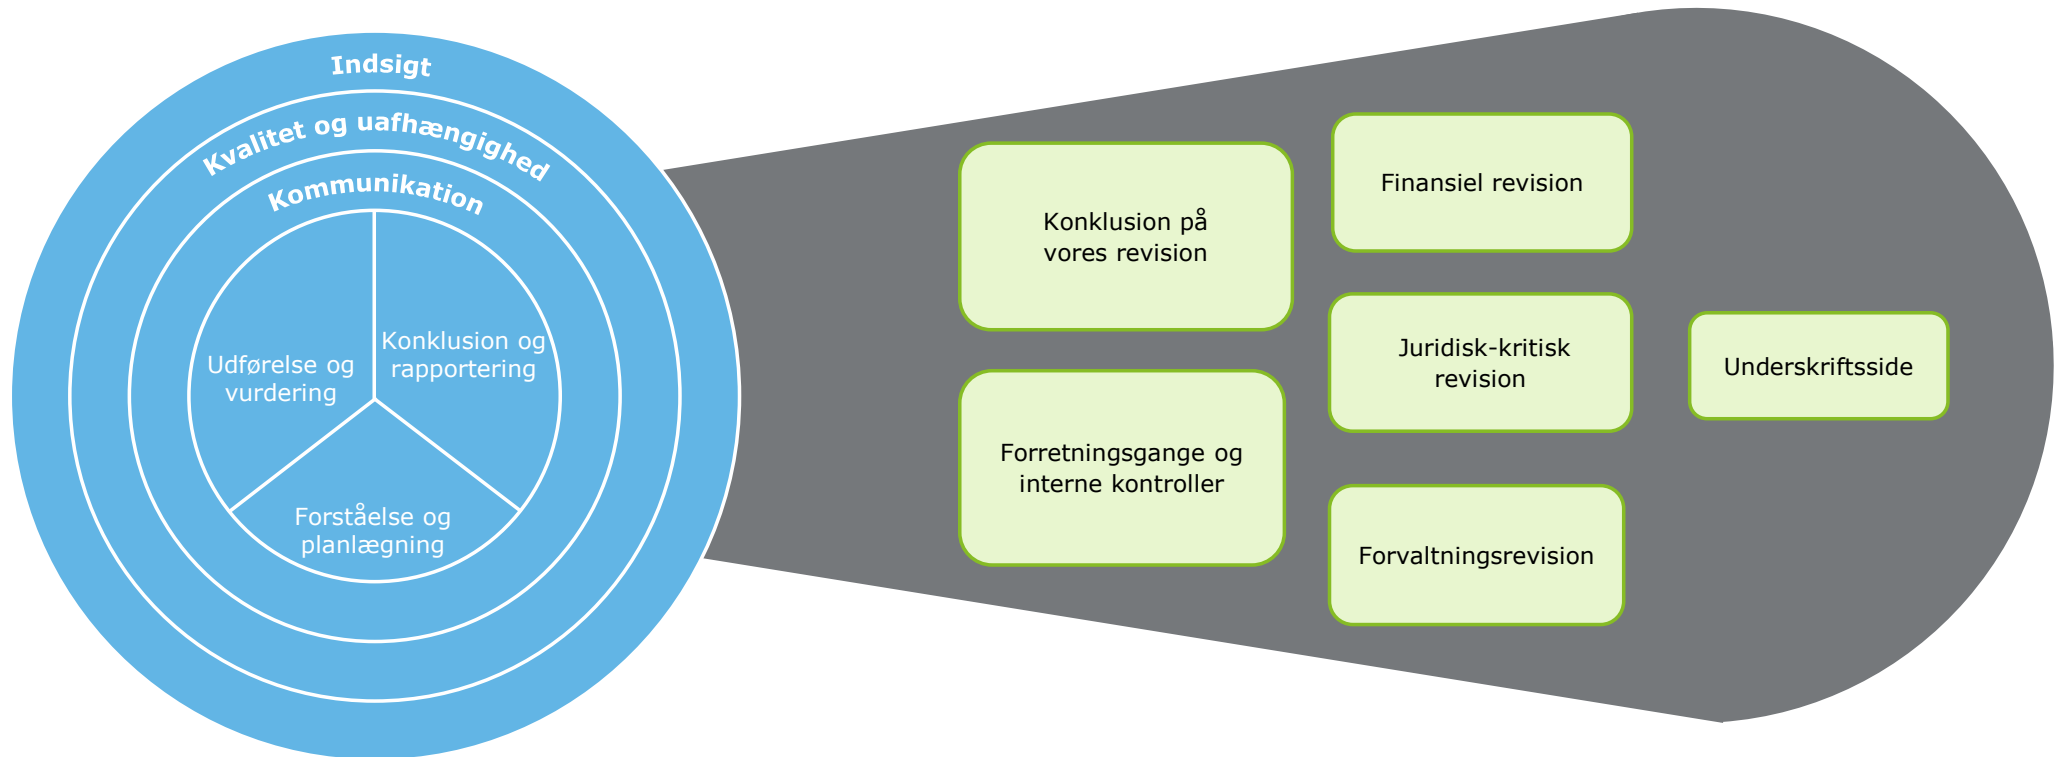 Indsigt
Kvalitet og uafhængighed
Kommunikation
Udførelse og
vurdering
Konklusion og
rapportering
Forståelse og
planlægning
Konklusion på
vores revision
Forretningsgange og
interne kontroller
Finansiel revision
Juridisk-kritisk
revision
Forvaltningsrevision
Underskriftsside